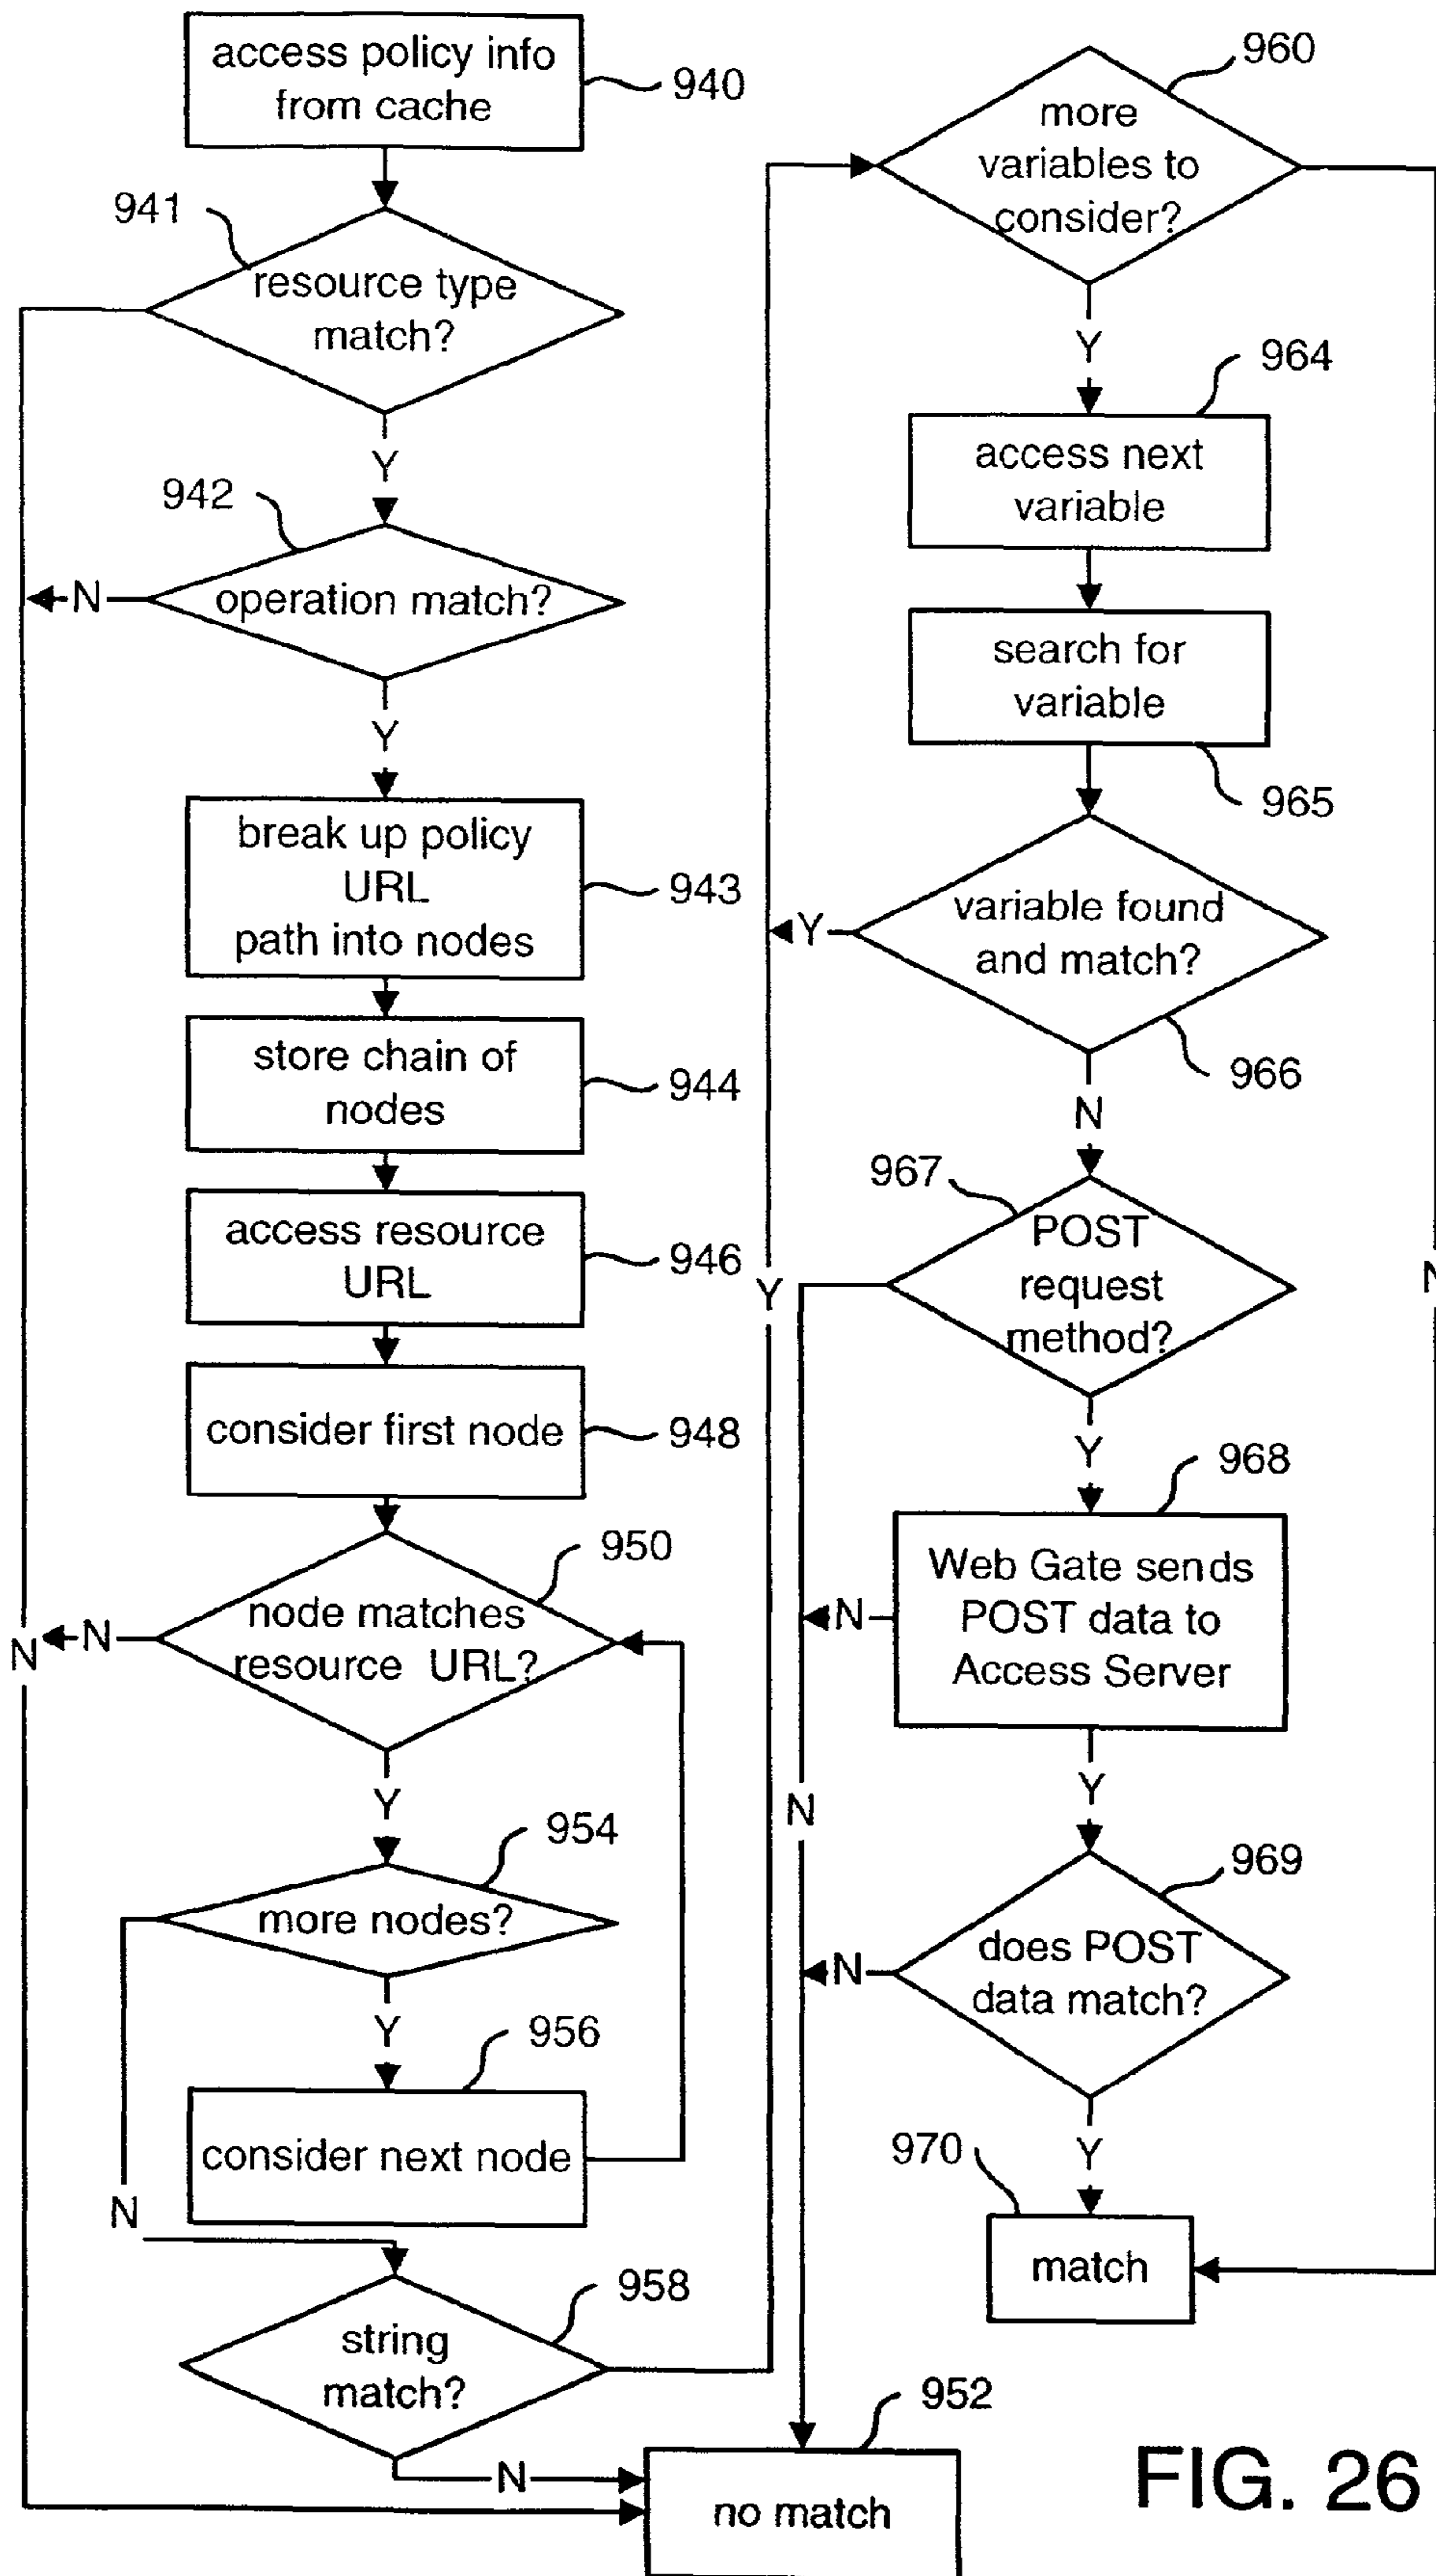 access policy info
from cache
940
941
resource type
match?
Y
942
operation match?
N
Y
break up policy
URL
path into nodes
943
store chain of
nodes
944
access resource
URL
946
consider first node
948
950
node matches
resource URL?
N
N
Y
954
more nodes?
Y
956
consider next node
N
958
string
match?
N
Y
952
no match
960
more
variables to
consider?
Y
964
access next
variable
search for
variable
965
variable found
and match?
Y
966
N
967
POST
request
method?
N
Y
968
Web Gate sends
POST data to
Access Server
N
Y
N
969
does POST
data match?
N
Y
970
match
FIG. 26